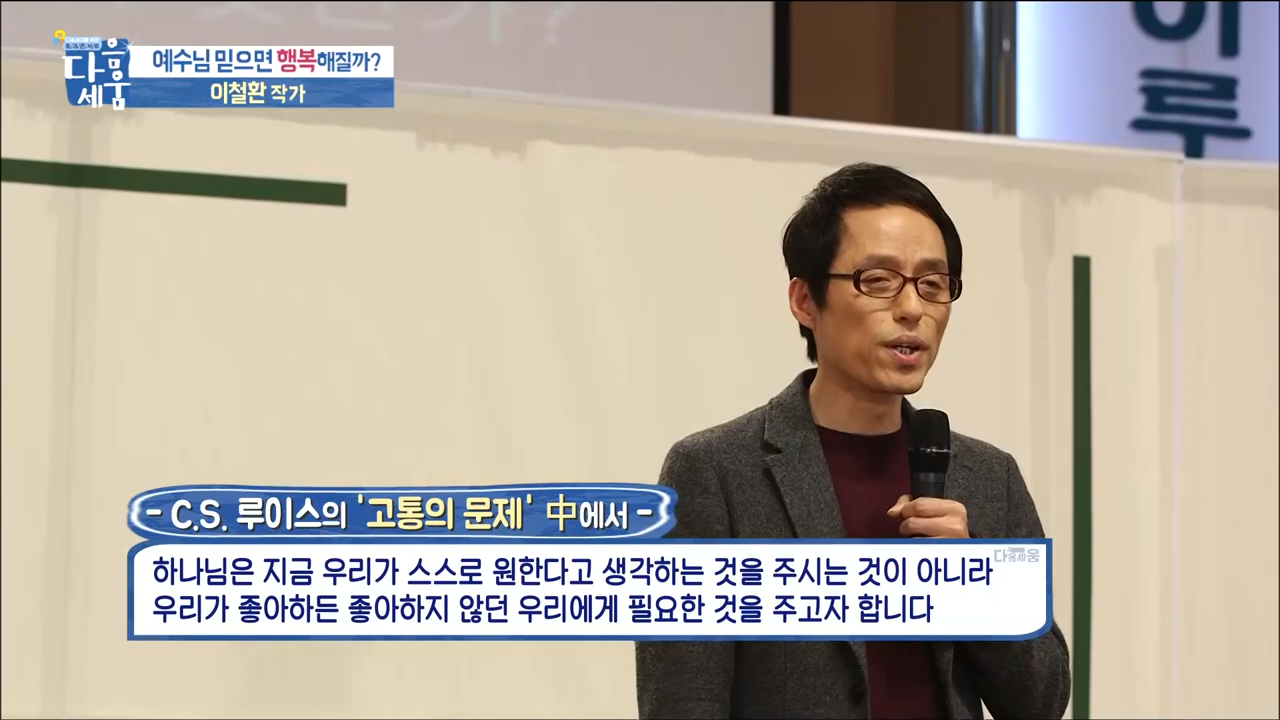 다음세움
예수님 믿으면 행복해질까?
이철환 작가
이
루
- C.S. 루이스의 '고통의 문제' 中에서 -
다음세움
하나님은 지금 우리가 스스로 원한다고 생각하는 것을 주시는 것이 아니라
우리가 좋아하든 좋아하지 않던 우리에게 필요한 것을 주고자 합니다